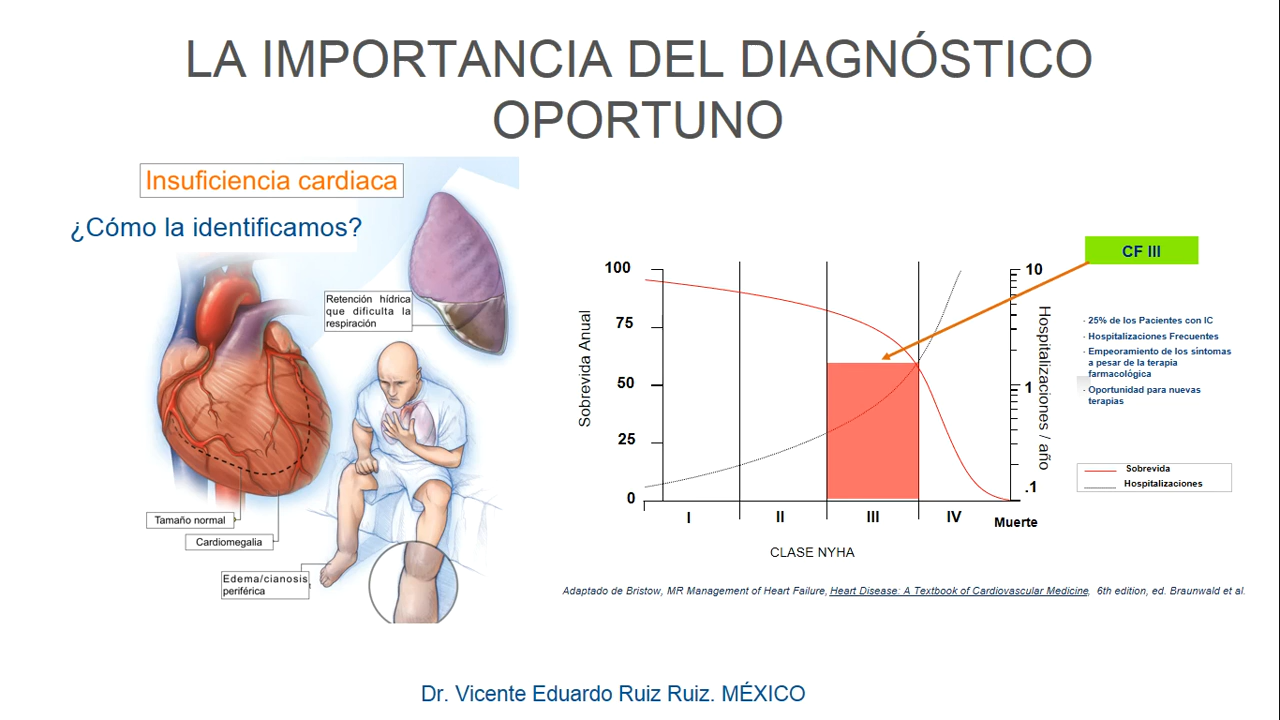 LA IMPORTANCIA DEL DIAGNÓSTICO
OPORTUNO
Insuficiencia cardiaca
¿Cómo la identificamos?
Retención hídrica
que dificulta la
respiración
Tamaño normal
Cardiomegalia
Edema/cianosis
periférica
Sobrevida Anual
100
75
50
25
0
I
II
III
IV
Muerte
CLASE NYHA
10
1
.1
Hospitalizaciones / año
CF III
- 25% de los Pacientes con IC
- Hospitalizaciones Frecuentes
- Empeoramiento de los síntomas
a pesar de la terapia
farmacológica
- Oportunidad para nuevas
terapias
Sobrevida
Hospitalizaciones
Adaptado de Bristow, MR Management of Heart Failure, Heart Disease: A Textbook of Cardiovascular Medicine, 6th edition, ed. Braunwald et al.
Dr. Vicente Eduardo Ruiz Ruiz. MÉXICO